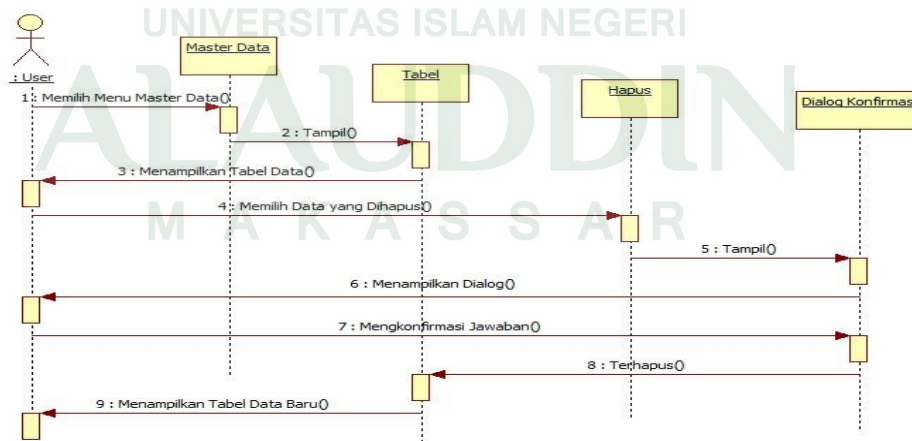 UNIVERSITAS ISLAM NEGERI
ALAUDDIN
MAKASSAR
: User
Master Data
Tabel
Hapus
Dialog Konfirmas
1 : Memilih Menu Master Data()
2 : Tampil()
3 : Menampilkan Tabel Data()
4 : Memilih Data yang Dihapus()
5 : Tampil()
6 : Menampilkan Dialog()
7 : Mengkonfirmasi Jawaban()
8 : Terhapus()
9 : Menampilkan Tabel Data Baru()